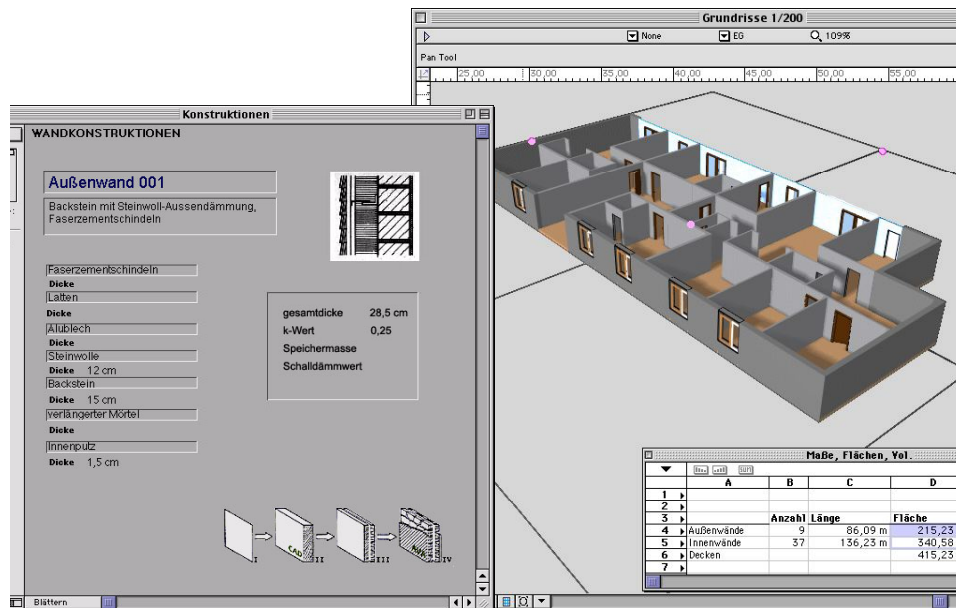 Grundrisse 1/200
None
EG
109%
Pan Tool
25,00 30,00 35,00 40,00 45,00 50,00 55,00
Konstruktionen
WANDKONSTRUKTIONEN
Außenwand 001
Backstein mit Steinwoll-Aussendämmung,
Faserzementschindeln
Faserzementschindeln
Dicke
Latten
Dicke
Alublech
Dicke
Steinwolle
Dicke 12 cm
Backstein
Dicke 15 cm
verlängerter Mörtel
Dicke
Innenputz
Dicke 1,5 cm
gesamtdicke 28,5 cm
k-Wert 0,25
Speichermasse
Schalldämmwert
I
CAD
II
III
AVA
IV
Blättern
Maße, Flächen, Vol.
A B C D
1
2
3 Anzahl Länge Fläche
4 Außenwände 9 86,09 m 215,23
5 Innenwände 37 136,23 m 340,58
6 Decken 415,23
7